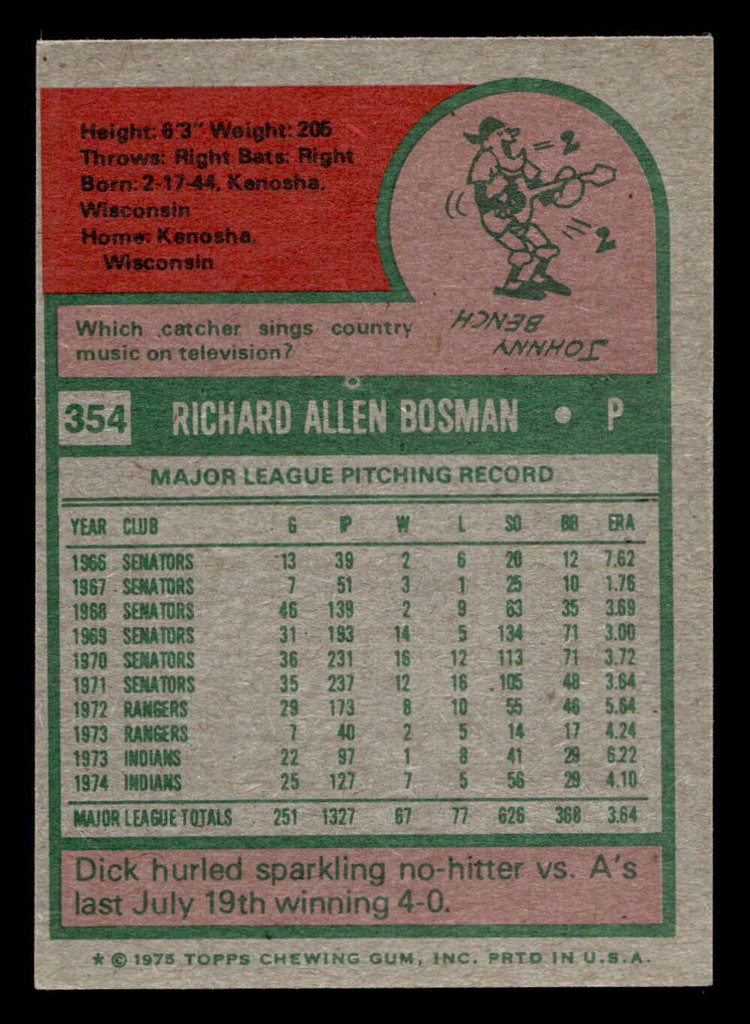 Height: 6'3" Weight: 205
Throws: Right Bats: Right
Born: 2-17-44, Kenosha,
Wisconsin
Home: Kenosha,
Wisconsin
Which catcher sings country
music on television?
JOHNNY
BENCH.
354 RICHARD ALLEN BOSMAN • P
MAJOR LEAGUE PITCHING RECORD
YEAR CLUB G IP W L SO BB ERA
1966 SENATORS 13 39 2 6 20 12 7.62
1967 SENATORS 7 51 3 1 25 10 1.76
1968 SENATORS 46 139 2 9 63 35 3.69
1969 SENATORS 31 193 14 5 134 71 3.00
1970 SENATORS 36 231 16 12 113 71 3.72
1971 SENATORS 35 237 12 16 105 48 3.64
1972 RANGERS 29 173 8 10 55 46 5.64
1973 RANGERS 7 40 2 5 14 17 4.24
1973 INDIANS 22 97 1 8 41 29 6.22
1974 INDIANS 25 127 7 5 56 29 4.10
MAJOR LEAGUE TOTALS 251 1327 67 77 626 368 3.64
Dick hurled sparkling no-hitter vs. A's
last July 19th winning 4-0.
* © 1975 TOPPS CHEWING GUM, INC. PRTD IN U.S.A.